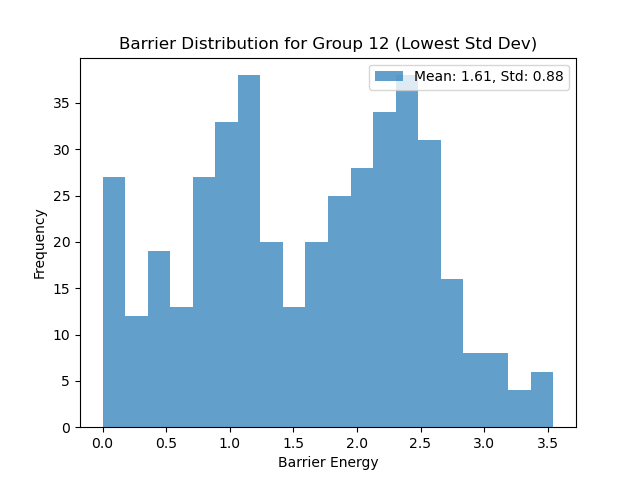 Barrier Distribution for Group 12 (Lowest Std Dev)
Mean: 1.61, Std: 0.88
Frequency
35
30
25
20
15
10
5
0
0.0 0.5 1.0 1.5 2.0 2.5 3.0 3.5
Barrier Energy